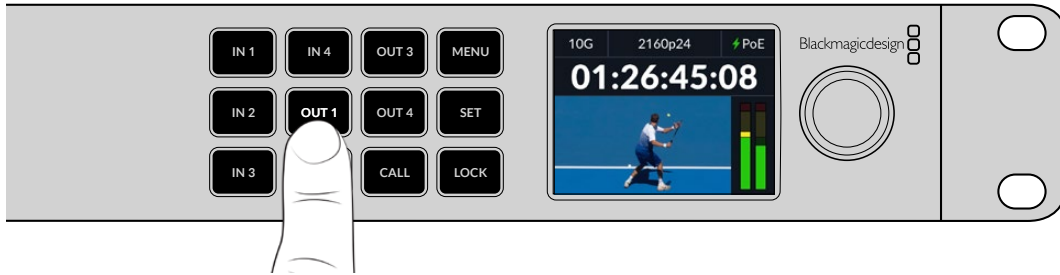 IN 1 IN 4 OUT 3 MENU
IN 2 OUT 1 OUT 4 SET
IN 3 CALL LOCK
10G 2160p24 PoE
01:26:45:08
Blackmagicdesign